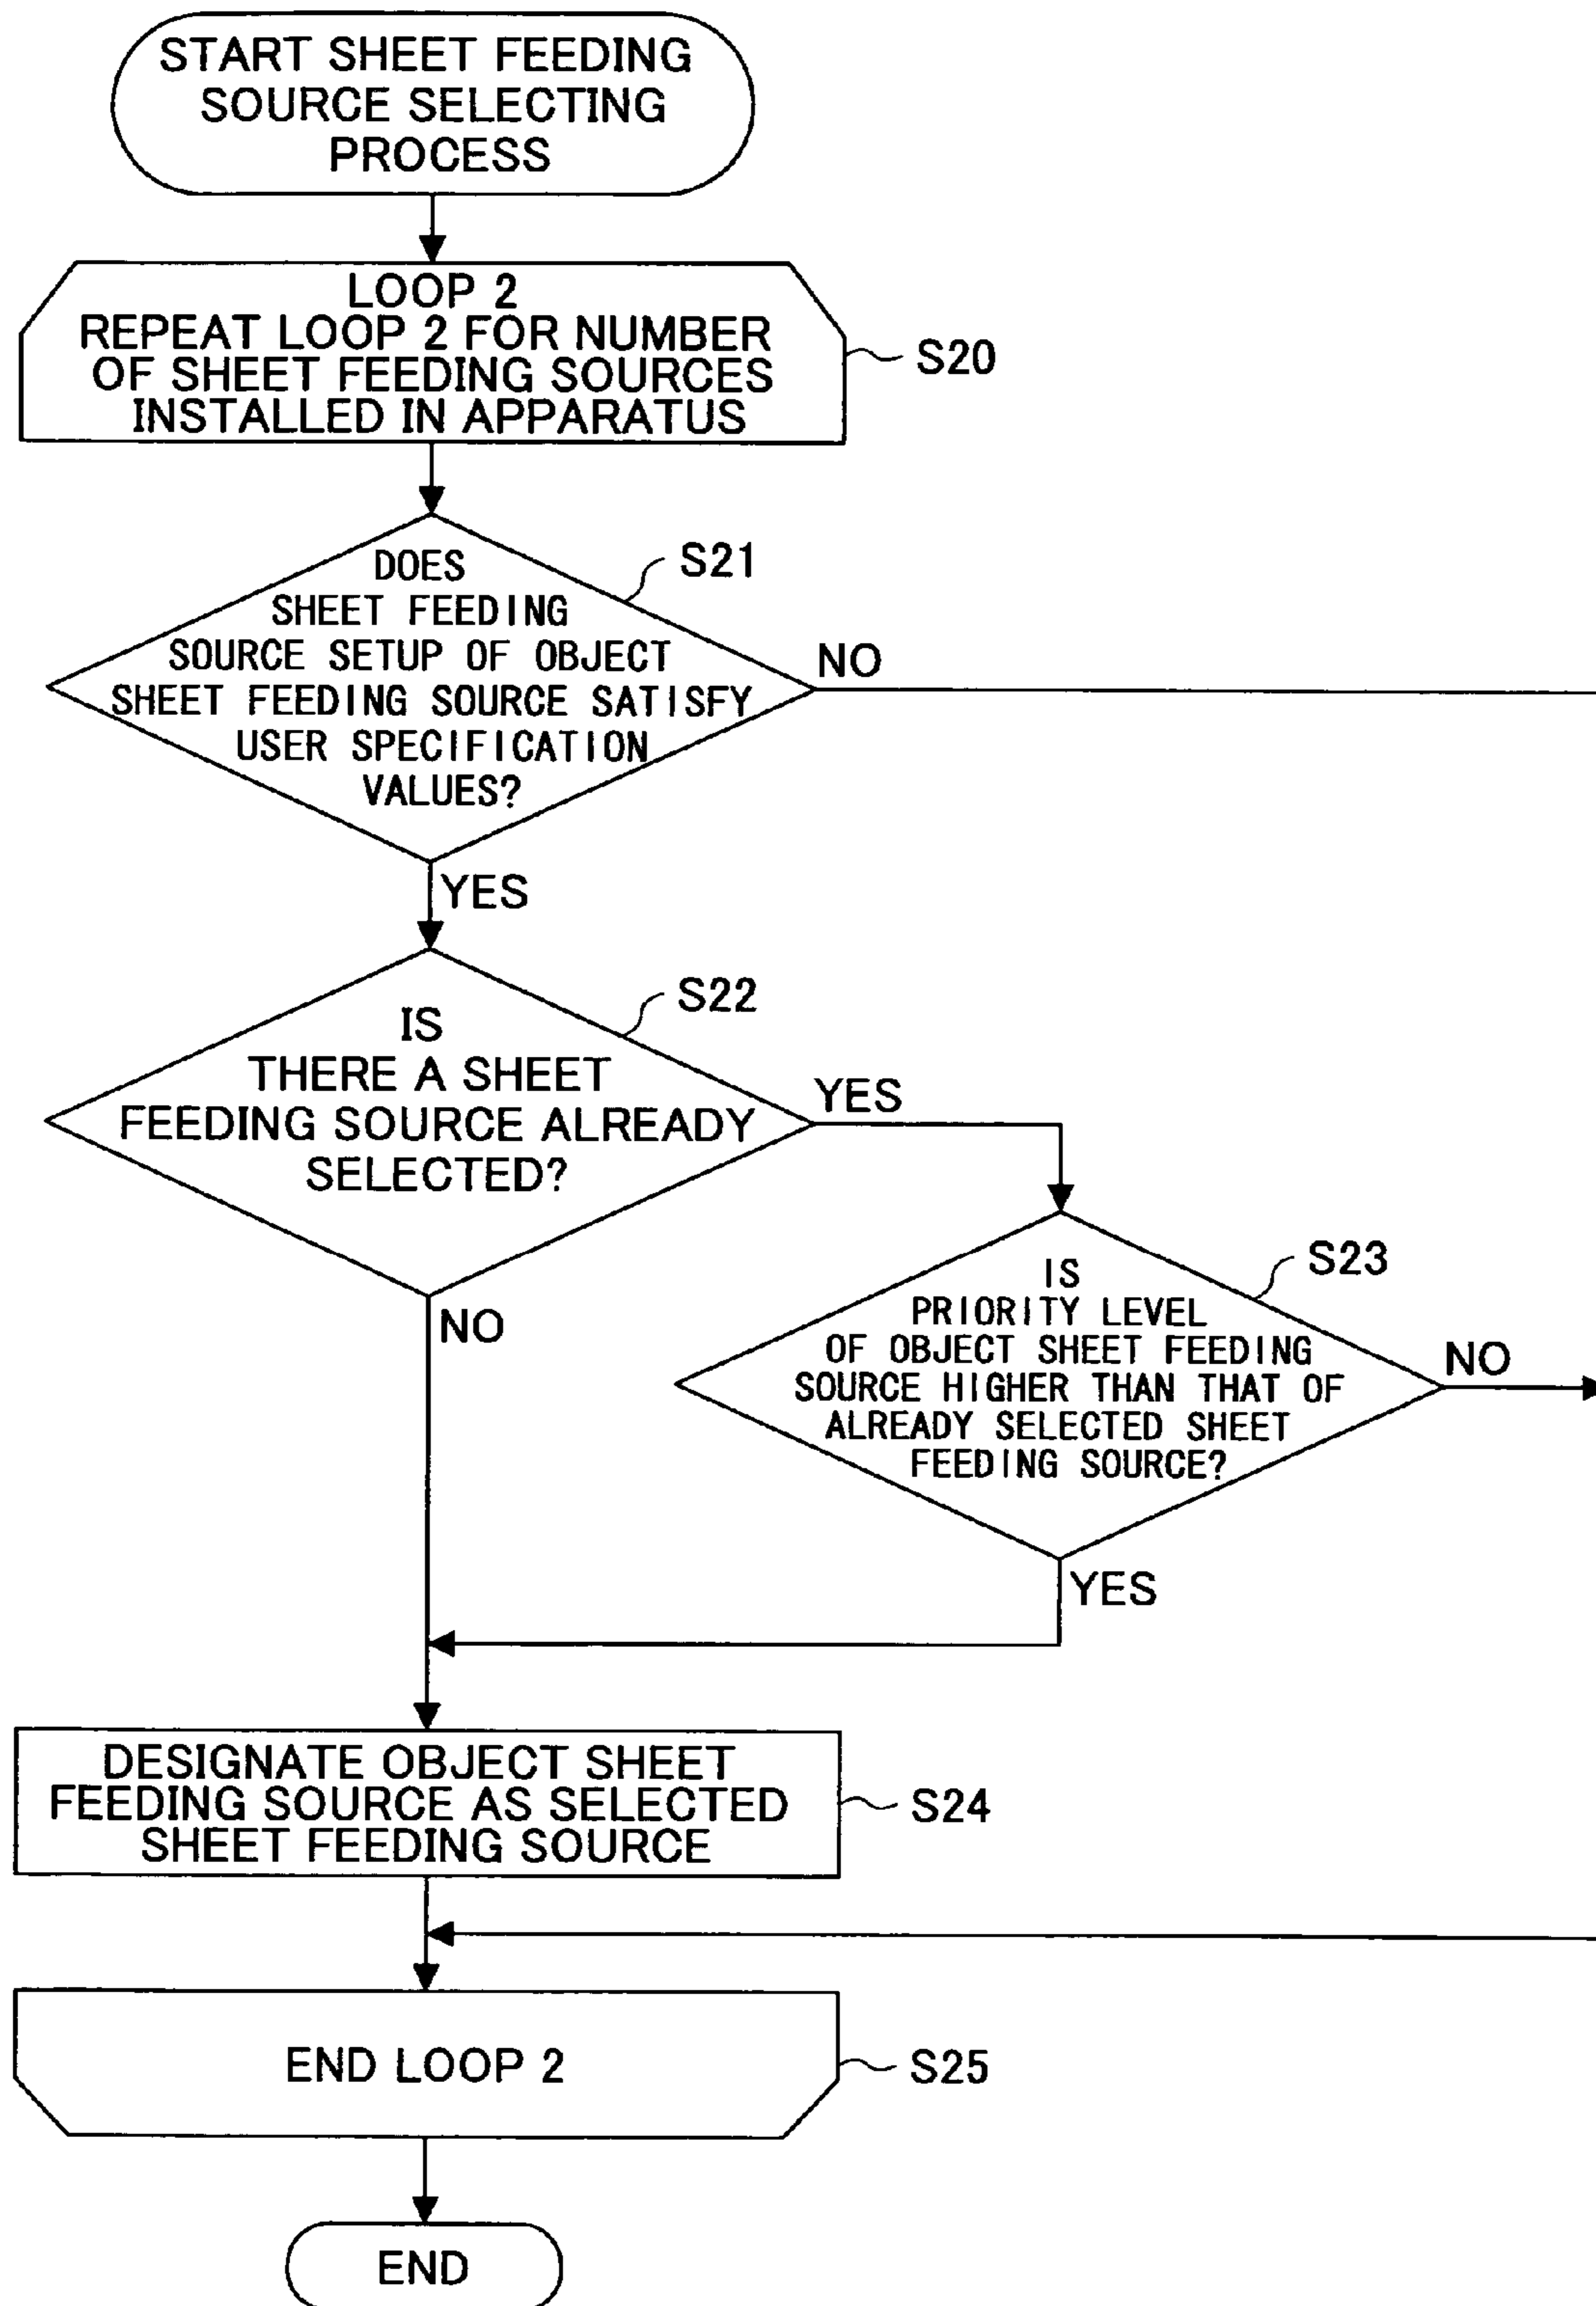 START SHEET FEEDING
SOURCE SELECTING
PROCESS
LOOP 2
REPEAT LOOP 2 FOR NUMBER
OF SHEET FEEDING SOURCES
INSTALLED IN APPARATUS
S20
DOES
SHEET FEEDING
SOURCE SETUP OF OBJECT
SHEET FEEDING SOURCE SATISFY
USER SPECIFICATION
VALUES?
S21
NO
YES
IS
THERE A SHEET
FEEDING SOURCE ALREADY
SELECTED?
S22
YES
NO
IS
PRIORITY LEVEL
OF OBJECT SHEET FEEDING
SOURCE HIGHER THAN THAT OF
ALREADY SELECTED SHEET
FEEDING SOURCE?
S23
NO
YES
DESIGNATE OBJECT SHEET
FEEDING SOURCE AS SELECTED
SHEET FEEDING SOURCE
S24
END LOOP 2
S25
END